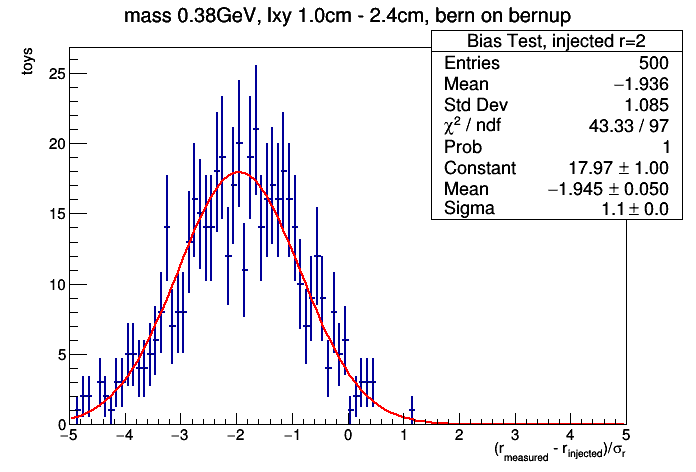 mass 0.38GeV, lxy 1.0cm - 2.4cm, bern on bernup
toys
Bias Test, injected r=2
Entries 500
Mean −1.936
Std Dev 1.085
χ² / ndf 43.33 / 97
Prob 1
Constant 17.97 ± 1.00
Mean −1.945 ± 0.050
Sigma 1.1 ± 0.0
25
20
15
10
5
0
−5 −4 −3 −2 −1 0 1 2 3 4 5
(r_measured - r_injected)/σ_r